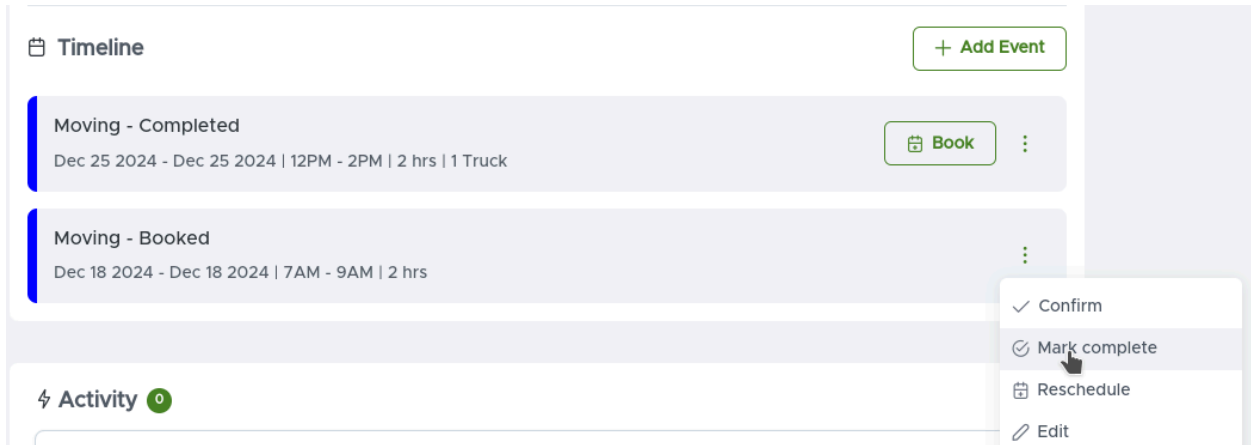 Timeline
+ Add Event
Moving - Completed
Dec 25 2024 - Dec 25 2024 | 12PM - 2PM | 2 hrs | 1 Truck
Book
Moving - Booked
Dec 18 2024 - Dec 18 2024 | 7AM - 9AM | 2 hrs
Confirm
Mark complete
Reschedule
Edit
Activity 0